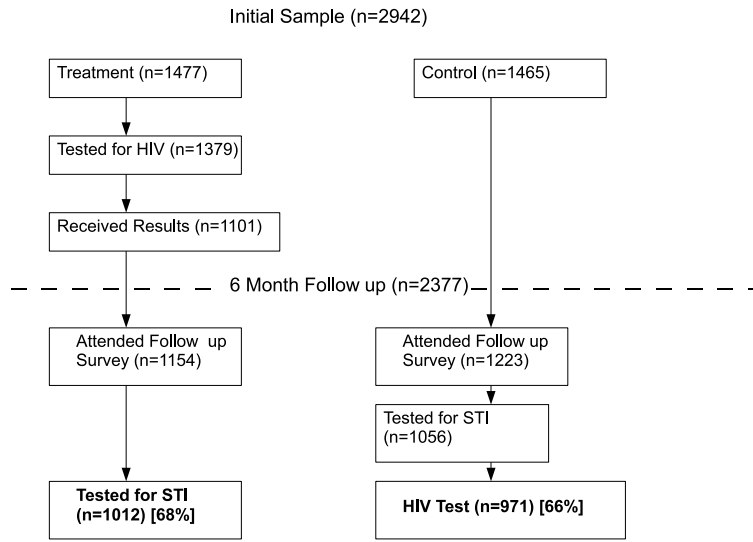 Initial Sample (n=2942)
Treatment (n=1477)
Control (n=1465)
Tested for HIV (n=1379)
Received Results (n=1101)
6 Month Follow up (n=2377)
Attended Follow up
Survey (n=1154)
Attended Follow up
Survey (n=1223)
Tested for STI
(n=1056)
Tested for STI
(n=1012) [68%]
HIV Test (n=971) [66%]